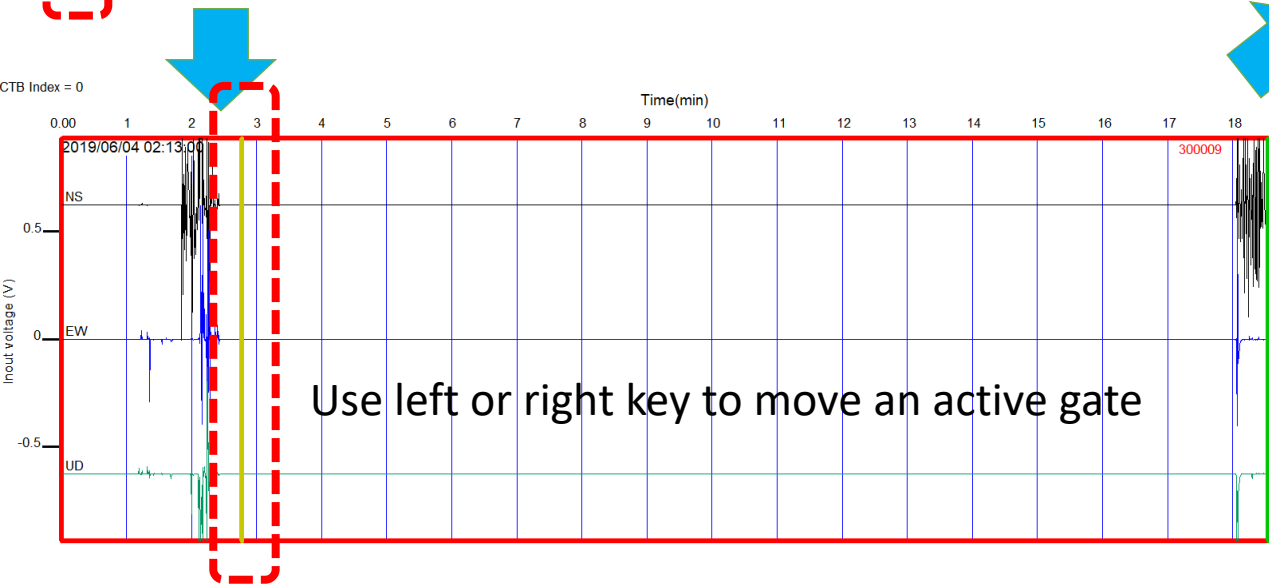 CTB Index = 0
Time(min)
0.00 1 2 3 4 5 6 7 8 9 10 11 12 13 14 15 16 17 18
2019/06/04 02:13:00
300009
NS
0.5
EW
0
Inout voltage (V)
Use left or right key to move an active gate
-0.5
UD